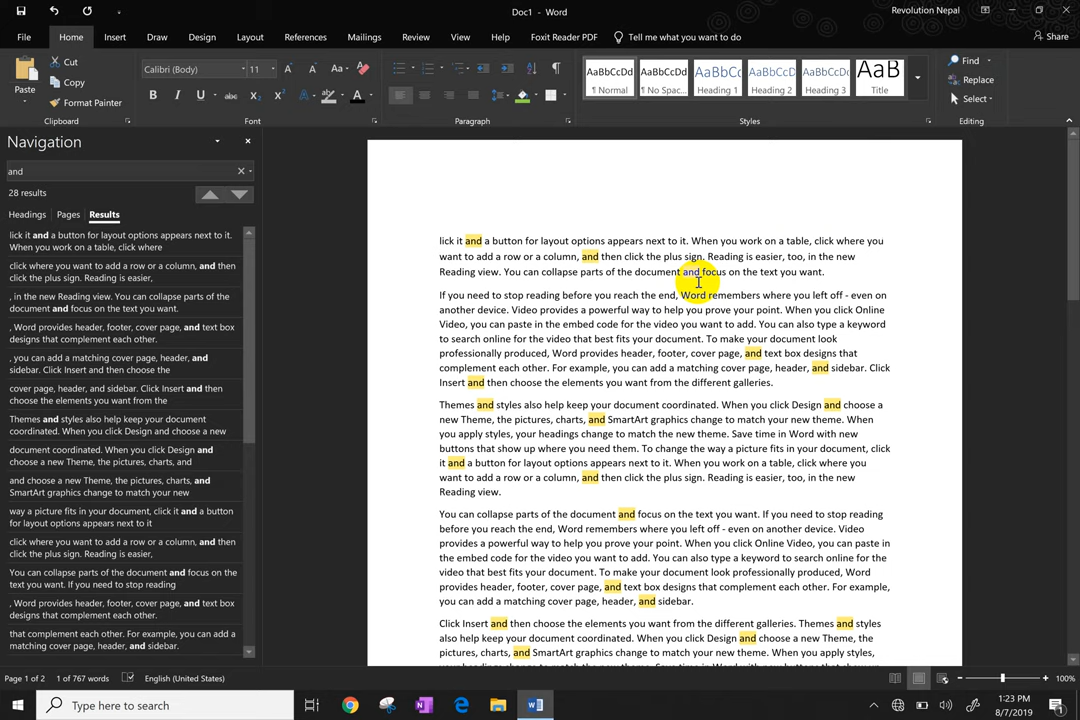 Doc1 - Word
Revolution Nepal
File Home Insert Draw Design Layout References Mailings Review View Help Foxit Reader PDF Tell me what you want to do Share
Paste
Cut
Copy
Format Painter
Clipboard
Calibri (Body) 11
Font
Paragraph
AaBbCcDd AaBbCcDd AaBbCc AaBbCcD AaBbCcD AaB
¶ Normal ¶ No Spac... Heading 1 Heading 2 Heading 3 Title
Styles
Find
Replace
Select
Editing
Navigation
and
28 results
Headings Pages Results
lick it and a button for layout options appears next to it.
When you work on a table, click where
click where you want to add a row or a column, and then
click the plus sign. Reading is easier,
, in the new Reading view. You can collapse parts of the
document and focus on the text you want.
, Word provides header, footer, cover page, and text box
designs that complement each other.
, you can add a matching cover page, header, and
sidebar. Click Insert and then choose the
cover page, header, and sidebar. Click Insert and then
choose the elements you want from the
Themes and styles also help keep your document
coordinated. When you click Design and choose a new
document coordinated. When you click Design and
choose a new Theme, the pictures, charts, and
and choose a new Theme, the pictures, charts, and
SmartArt graphics change to match your new
way a picture fits in your document, click it and a button
for layout options appears next to it
click where you want to add a row or a column, and then
click the plus sign. Reading is easier,
You can collapse parts of the document and focus on the
text you want. If you need to stop reading
, Word provides header, footer, cover page, and text box
designs that complement each other.
that complement each other. For example, you can add a
matching cover page, header, and sidebar.
lick it and a button for layout options appears next to it. When you work on a table, click where you
want to add a row or a column, and then click the plus sign. Reading is easier, too, in the new
Reading view. You can collapse parts of the document and focus on the text you want.
If you need to stop reading before you reach the end, Word remembers where you left off - even on
another device. Video provides a powerful way to help you prove your point. When you click Online
Video, you can paste in the embed code for the video you want to add. You can also type a keyword
to search online for the video that best fits your document. To make your document look
professionally produced, Word provides header, footer, cover page, and text box designs that
complement each other. For example, you can add a matching cover page, header, and sidebar. Click
Insert and then choose the elements you want from the different galleries.
Themes and styles also help keep your document coordinated. When you click Design and choose a
new Theme, the pictures, charts, and SmartArt graphics change to match your new theme. When
you apply styles, your headings change to match the new theme. Save time in Word with new
buttons that show up where you need them. To change the way a picture fits in your document, click
it and a button for layout options appears next to it. When you work on a table, click where you
want to add a row or a column, and then click the plus sign. Reading is easier, too, in the new
Reading view.
You can collapse parts of the document and focus on the text you want. If you need to stop reading
before you reach the end, Word remembers where you left off - even on another device. Video
provides a powerful way to help you prove your point. When you click Online Video, you can paste in
the embed code for the video you want to add. You can also type a keyword to search online for the
video that best fits your document. To make your document look professionally produced, Word
provides header, footer, cover page, and text box designs that complement each other. For example,
you can add a matching cover page, header, and sidebar.
Click Insert and then choose the elements you want from the different galleries. Themes and styles
also help keep your document coordinated. When you click Design and choose a new Theme, the
pictures, charts, and SmartArt graphics change to match your new theme. When you apply styles,
Page 1 of 2 1 of 767 words English (United States) 100%
Type here to search
1:23 PM
8/7/2019